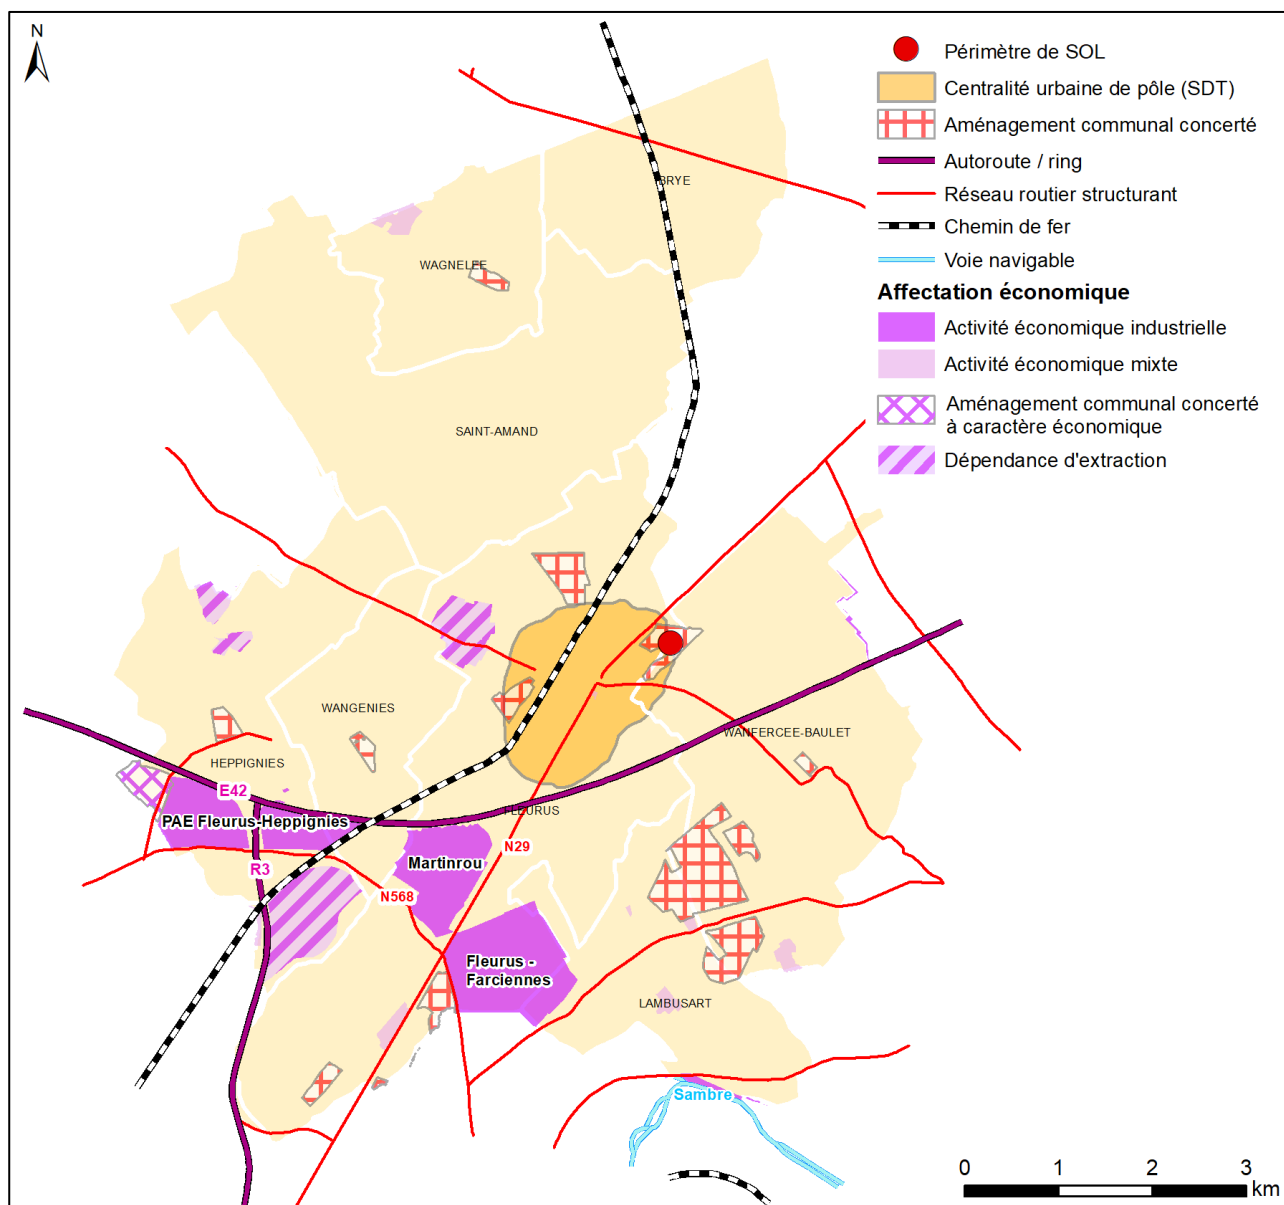 N
Périmètre de SOL
Centralité urbaine de pôle (SDT)
Aménagement communal concerté
Autoroute / ring
Réseau routier structurant
Chemin de fer
Voie navigable
Affectation économique
Activité économique industrielle
Activité économique mixte
Aménagement communal concerté
à caractère économique
Dépendance d'extraction
BRYE
WAGNELEE
SAINT-AMAND
WANGENIES
WANFERCEE-BAULET
HEPPIGNIES
E42
FLEURUS
PAE Fleurus-Heppignies
N29
Martinrou
R3
N568
Fleurus -
Farciennes
LAMBUSART
Sambre
0 1 2 3
km